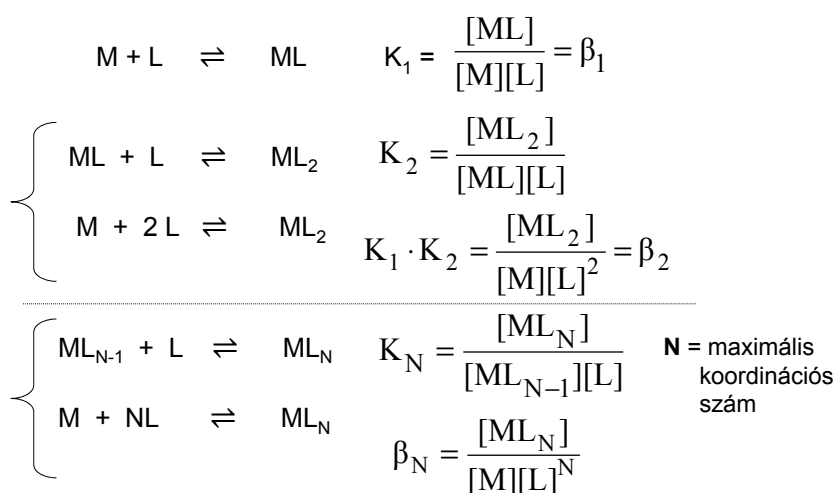 M + L ⇌ ML K₁ = [ML] / [M][L] = β₁
ML + L ⇌ ML₂ K₂ = [ML₂] / [ML][L]
M + 2 L ⇌ ML₂ K₁ · K₂ = [ML₂] / [M][L]² = β₂
ML_{N-1} + L ⇌ ML_N K_N = [ML_N] / [ML_{N−1}][L] N = maximális
koordinációs
szám
M + NL ⇌ ML_N β_N = [ML_N] / [M][L]^N